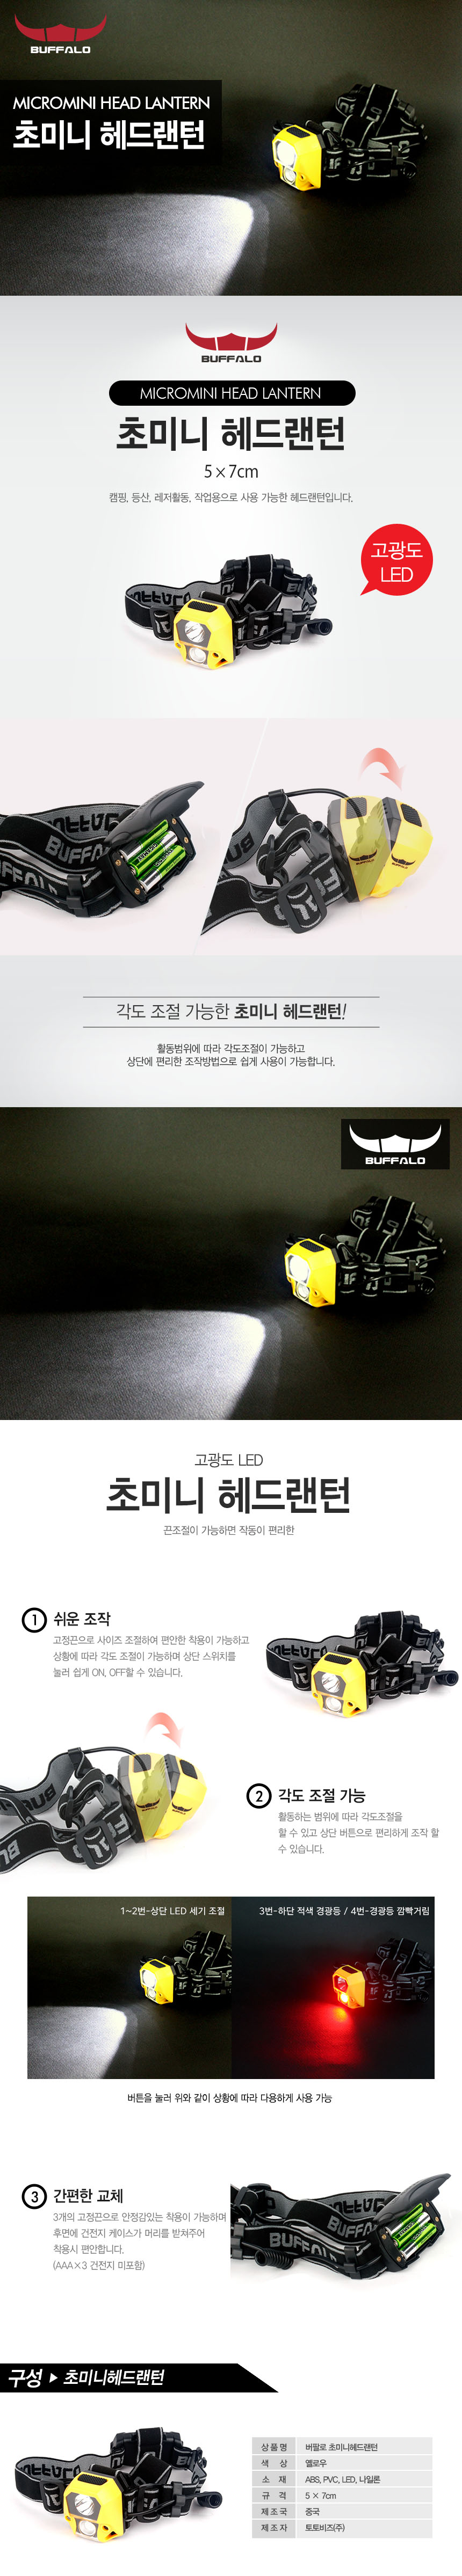 BUFFALO
MICROMINI HEAD LANTERN
초미니 헤드랜턴
BUFFALO
MICROMINI HEAD LANTERN
초미니 헤드랜턴
5×7cm
캠핑, 등산, 레저활동, 작업용으로 사용 가능한 헤드랜턴입니다.
고광도
LED
BUFFALO
BUFFALO
각도 조절 가능한 초미니 헤드랜턴!
활동범위에 따라 각도조절이 가능하고
상단에 편리한 조작방법으로 쉽게 사용이 가능합니다.
BUFFALO
고광도 LED
초미니 헤드랜턴
끈조절이 가능하면 작동이 편리한
1 쉬운 조작
고정끈으로 사이즈 조절하여 편안한 착용이 가능하고
상황에 따라 각도 조절이 가능하며 상단 스위치를
눌러 쉽게 ON, OFF할 수 있습니다.
2 각도 조절 가능
활동하는 범위에 따라 각도조절을
할 수 있고 상단 버튼으로 편리하게 조작 할
수 있습니다.
1~2번-상단 LED 세기 조절
3번-하단 적색 경광등 / 4번-경광등 깜빡거림
버튼을 눌러 위와 같이 상황에 따라 다용하게 사용 가능
3 간편한 교체
3개의 고정끈으로 안정감있는 착용이 가능하며
후면에 건전지 케이스가 머리를 받쳐주어
착용시 편안합니다.
(AAA×3 건전지 미포함)
BUFFALO
구성 ▶ 초미니헤드랜턴
상품명 버팔로 초미니헤드랜턴
색상 옐로우
소재 ABS, PVC, LED, 나일론
규격 5 × 7cm
제조국 중국
제조자 토토비즈(주)